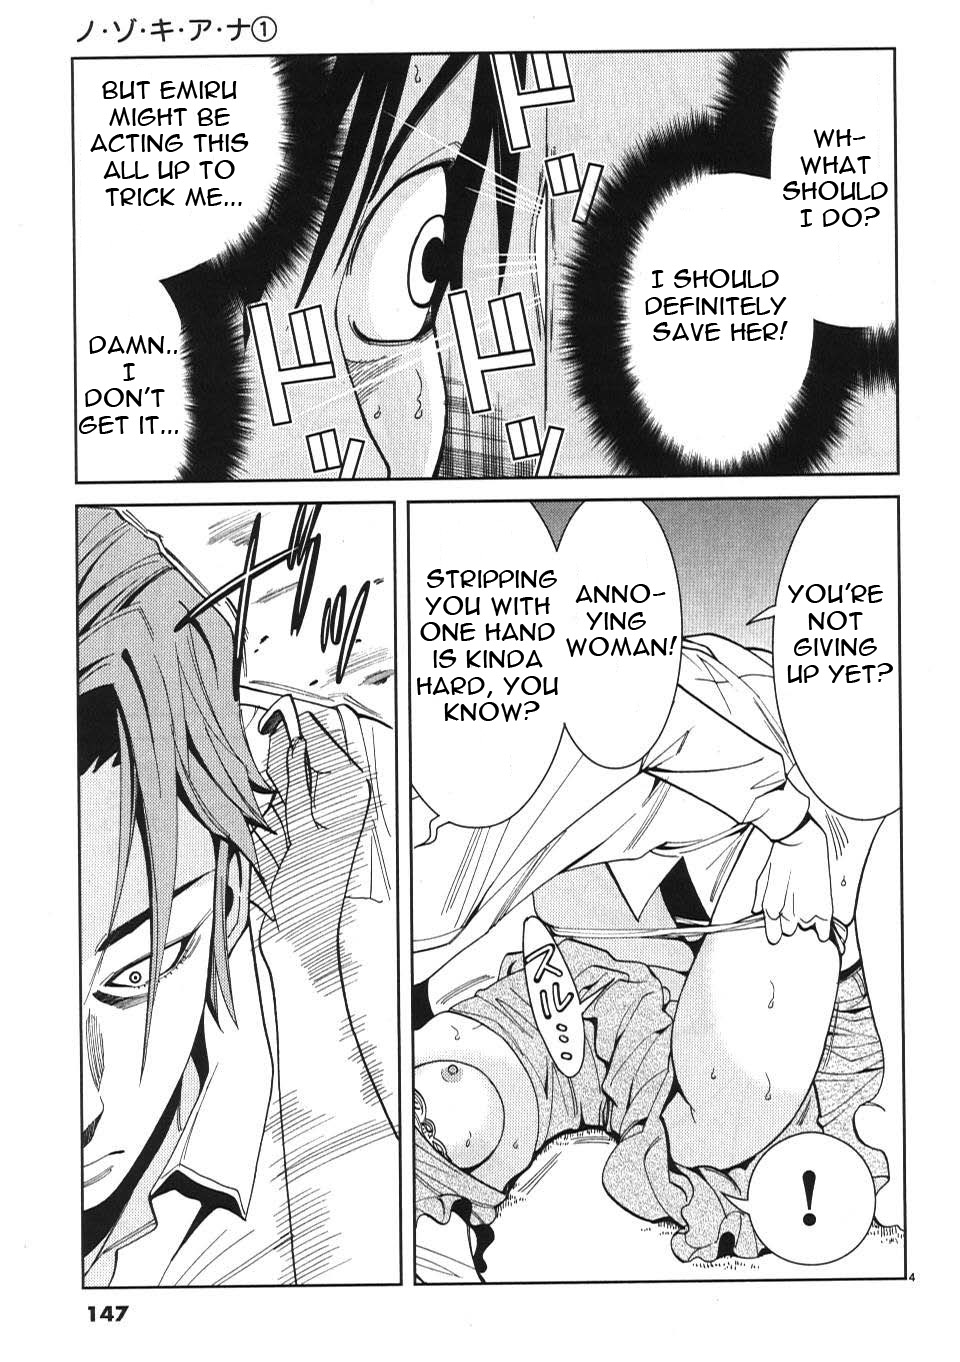 ノ・ゾ・キ・ア・ナ①
WH-
WHAT
SHOULD
I DO?
I SHOULD
DEFINITELY
SAVE HER!
ドッ
ドッ
ドッ
BUT EMIRU
MIGHT BE
ACTING THIS
ALL UP TO
TRICK ME...
DAMN..
I
DON'T
GET IT...
YOU'RE
NOT
GIVING
UP YET?
ANNO-
YING
WOMAN!
STRIPPING
YOU WITH
ONE HAND
IS KINDA
HARD, YOU
KNOW?
ズル…
!
4
147